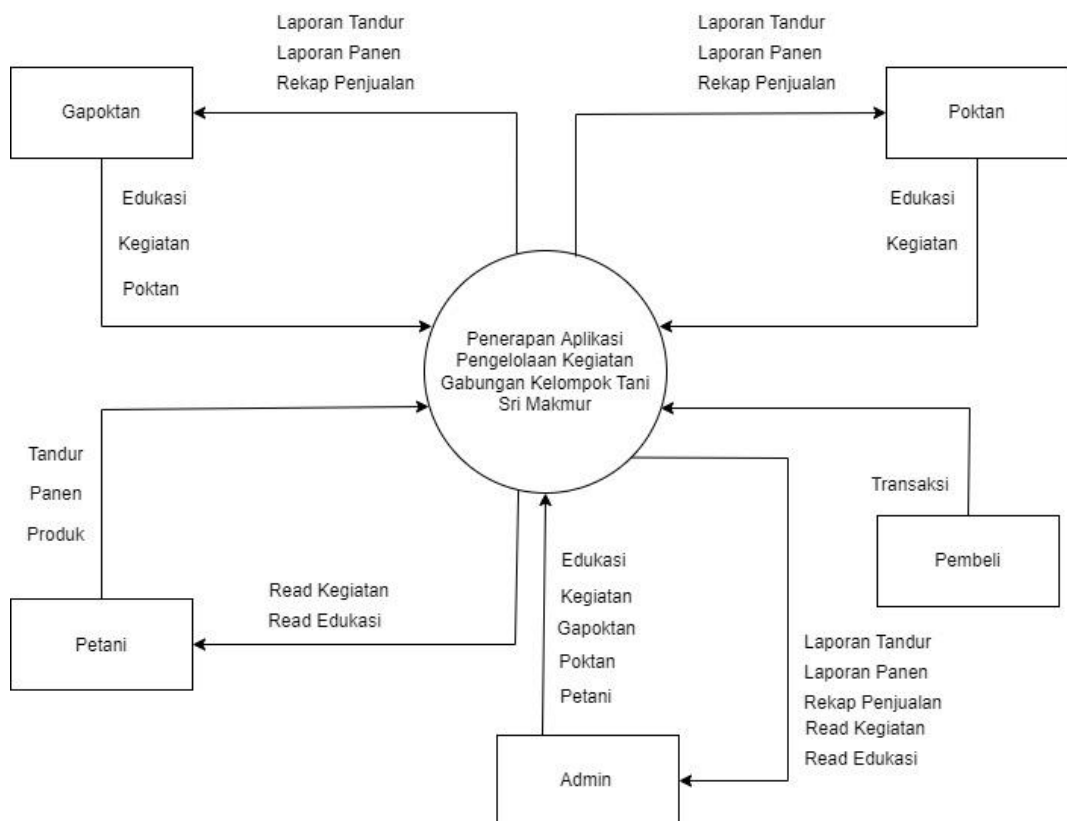 Laporan Tandur
Laporan Panen
Rekap Penjualan
Laporan Tandur
Laporan Panen
Rekap Penjualan
Gapoktan
Poktan
Edukasi
Kegiatan
Poktan
Edukasi
Kegiatan
Penerapan Aplikasi
Pengelolaan Kegiatan
Gabungan Kelompok Tani
Sri Makmur
Tandur
Panen
Produk
Transaksi
Pembeli
Petani
Read Kegiatan
Read Edukasi
Edukasi
Kegiatan
Gapoktan
Poktan
Petani
Laporan Tandur
Laporan Panen
Rekap Penjualan
Read Kegiatan
Read Edukasi
Admin